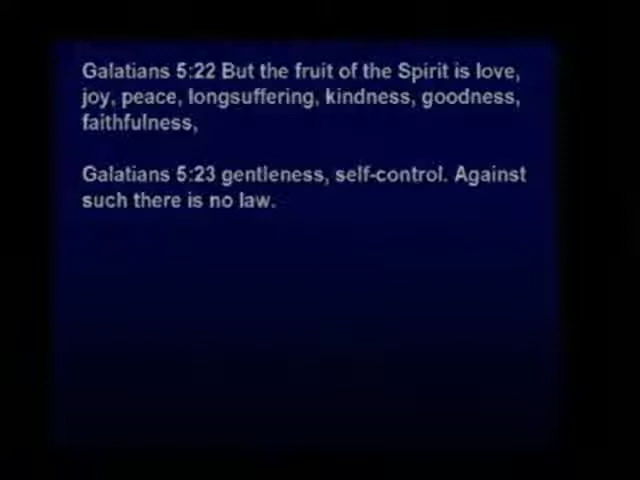 Galatians 5:22 But the fruit of the Spirit is love,
joy, peace, longsuffering, kindness, goodness,
faithfulness,
Galatians 5:23 gentleness, self-control. Against
such there is no law.